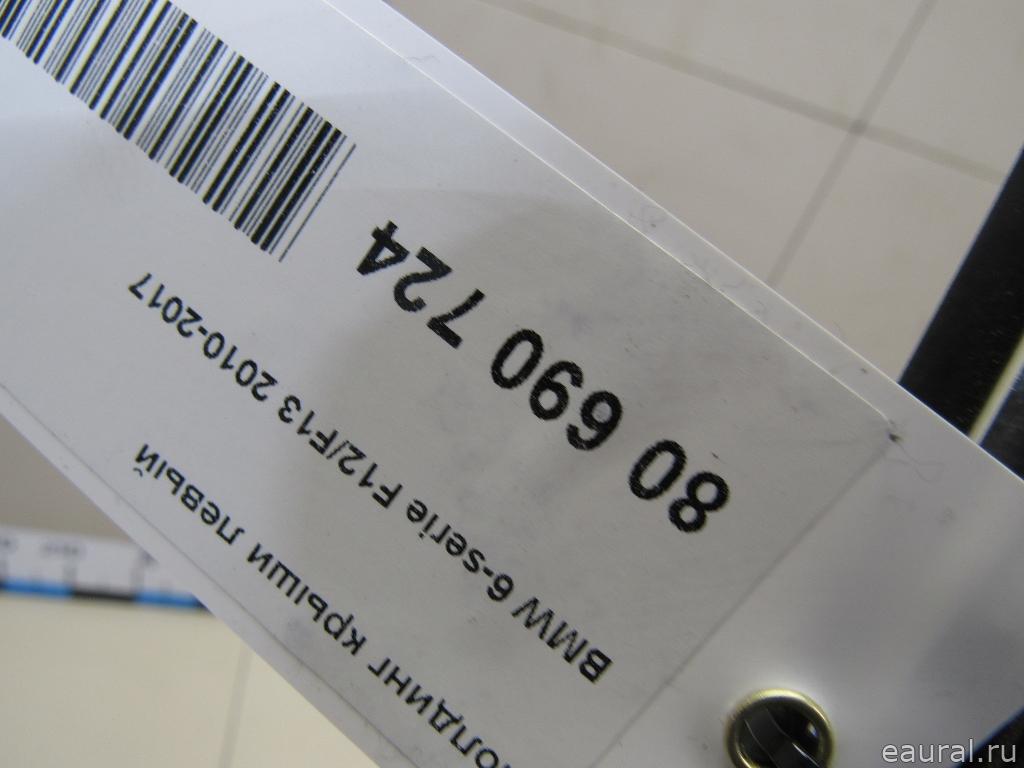 80 690 724
BMW 6-serie F12/F13 2010-2017
олдинг крыши левый
eaural.ru